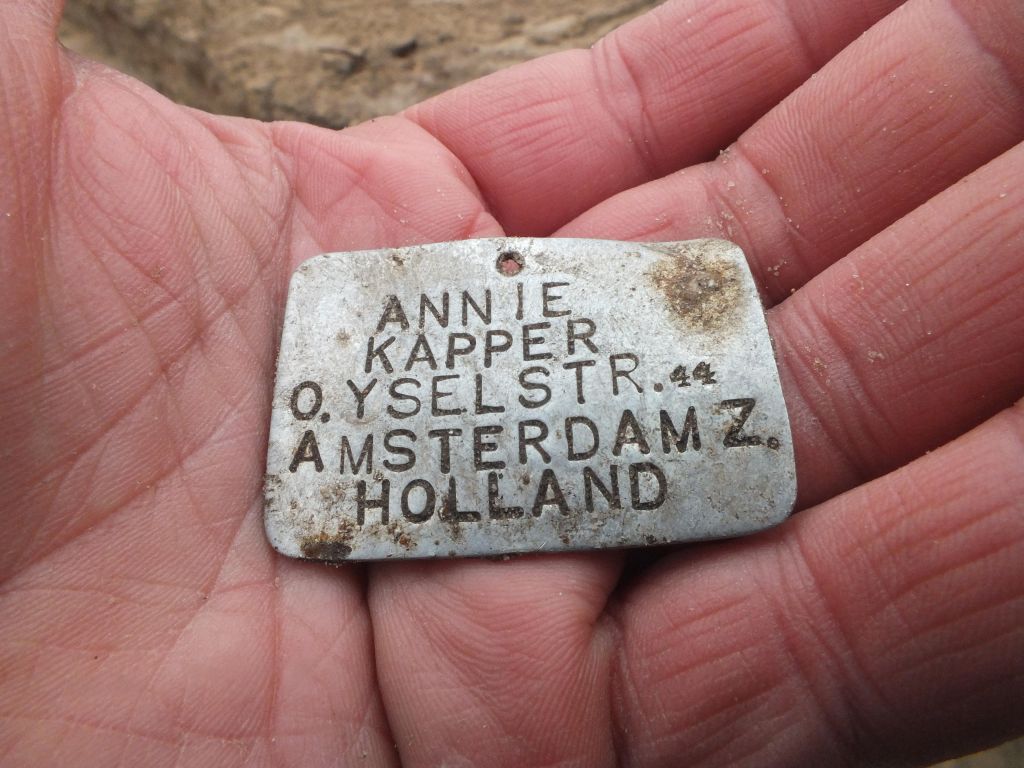 ANNIE
KAPPER
O. YSELSTR. 44
AMSTERDAM Z.
HOLLAND